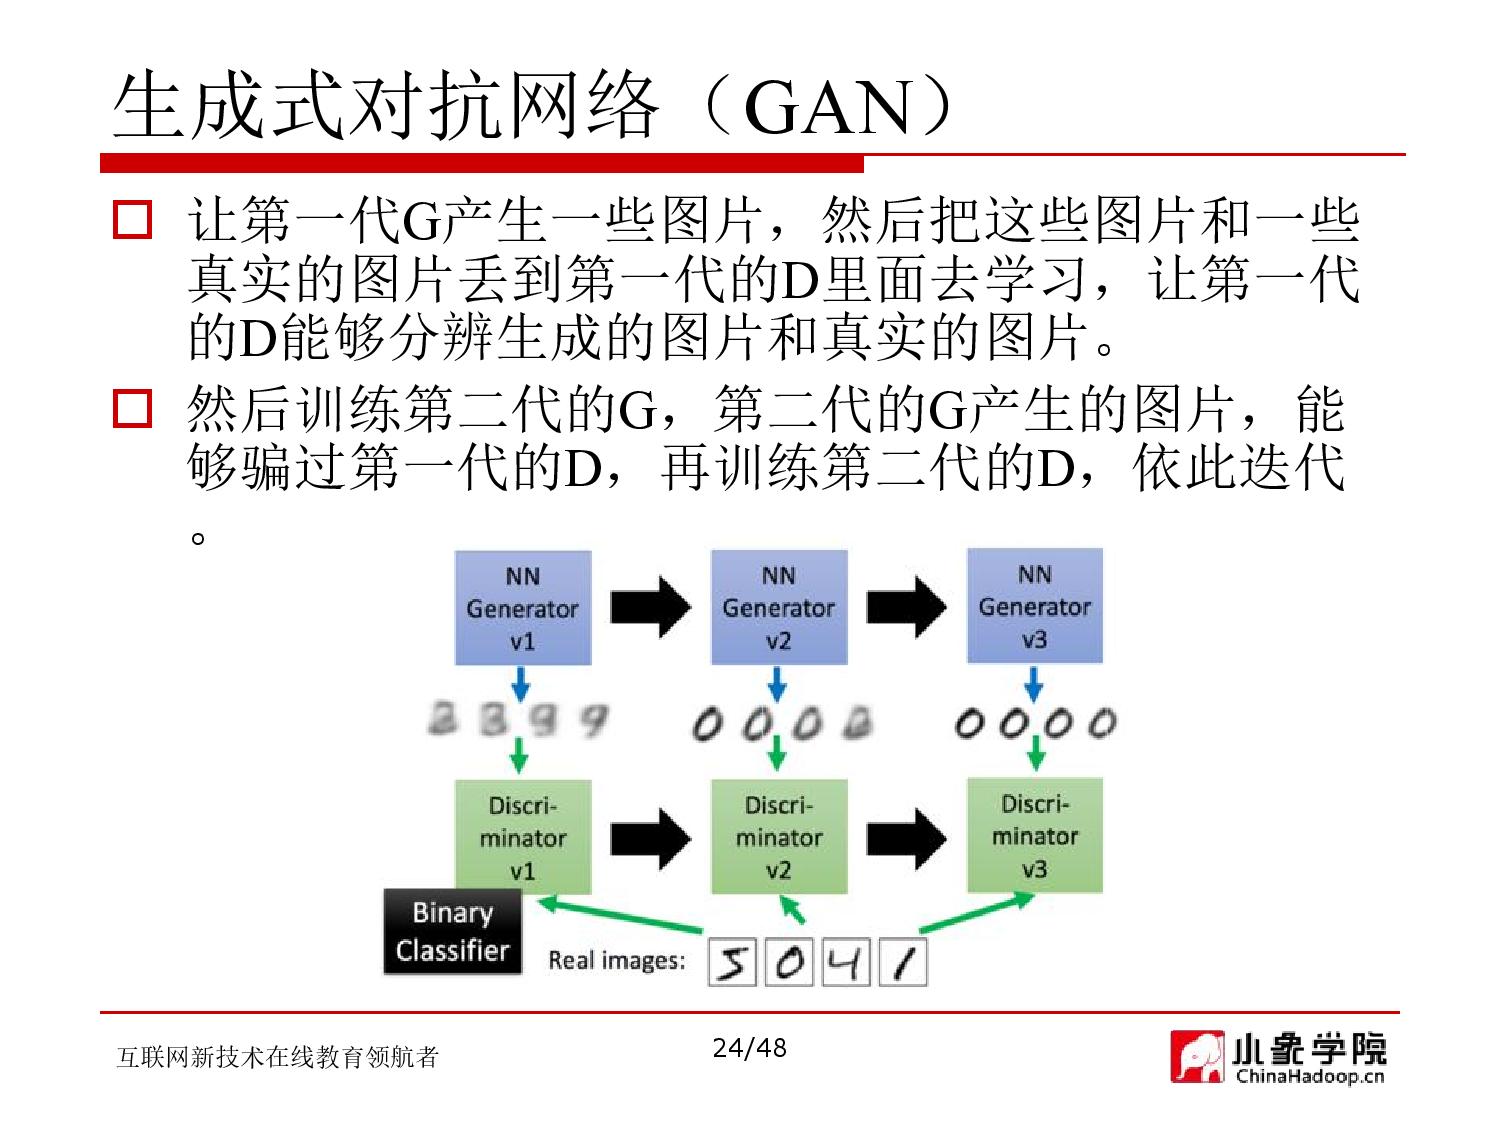 生成式对抗网络（GAN）
让第一代G产生一些图片，然后把这些图片和一些
真实的图片丢到第一代的D里面去学习，让第一代
的D能够分辨生成的图片和真实的图片。
然后训练第二代的G，第二代的G产生的图片，能
够骗过第一代的D，再训练第二代的D，依此迭代
。
NN
Generator
v1
NN
Generator
v2
NN
Generator
v3
0 0 0
0 0 0 0
Discri-
minator
v1
Discri-
minator
v2
Discri-
minator
v3
Binary
Classifier
Real images: 5 0 4 1
互联网新技术在线教育领航者
24/48
小象学院
ChinaHadoop.cn